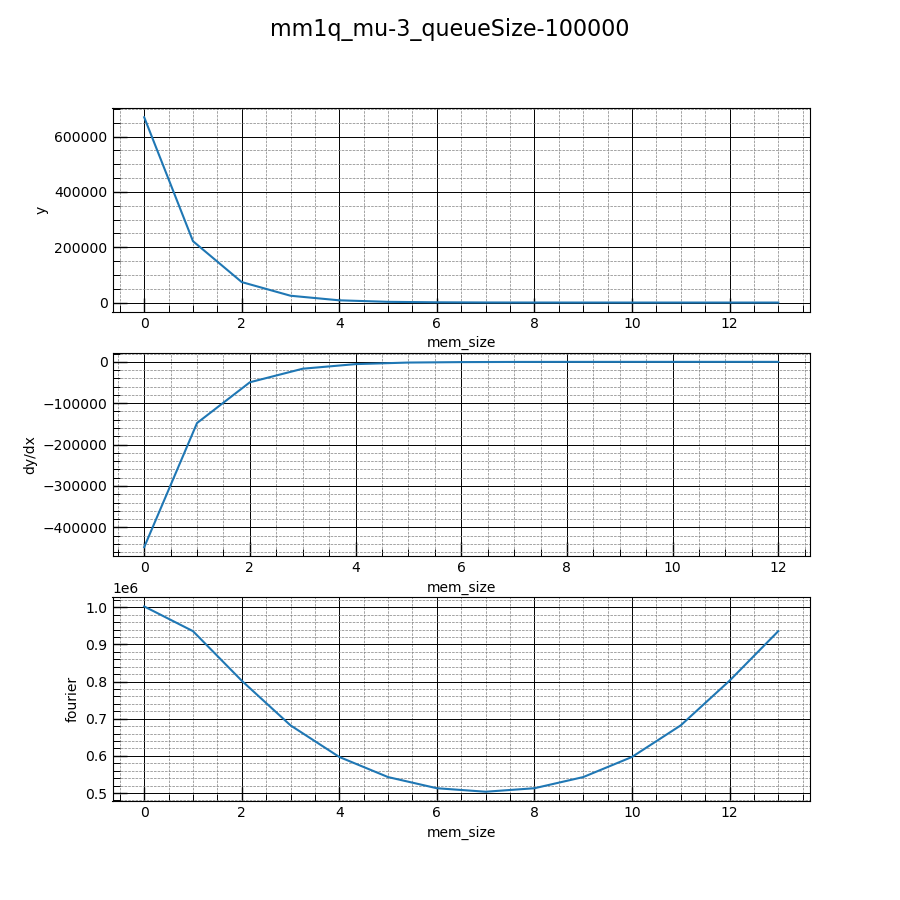 mm1q_mu-3_queueSize-100000
600000
400000
200000
0
y
0 2 4 6 8 10 12
mem_size
0
−100000
−200000
−300000
−400000
dy/dx
0 2 4 6 8 10 12
mem_size
1e6
1.0
0.9
0.8
0.7
0.6
0.5
fourier
0 2 4 6 8 10 12
mem_size